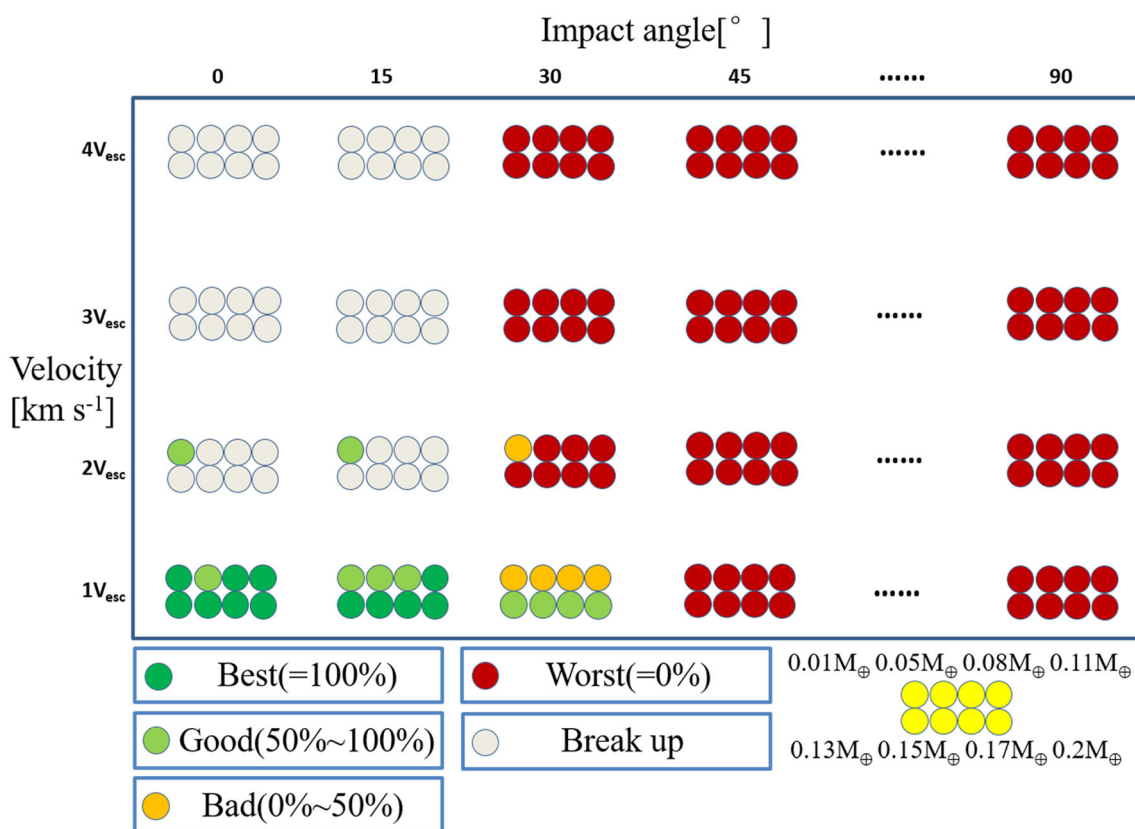 Impact angle[°]
0 15 30 45 ...... 90
4Vesc ......
3Vesc ......
Velocity
[km s-1]
2Vesc ......
1Vesc ......
Best(=100%)
Good(50%~100%)
Bad(0%~50%)
Worst(=0%)
Break up
0.01M⊕ 0.05M⊕ 0.08M⊕ 0.11M⊕
0.13M⊕ 0.15M⊕ 0.17M⊕ 0.2M⊕